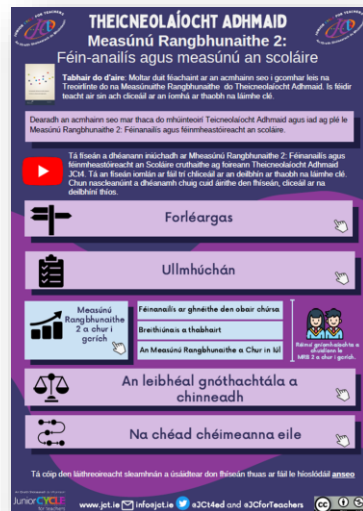 THEICNEOLAÍOCHT ADHMAID
Measúnú Rangbhunaithe 2:
Féin-anailís agus measúnú an scoláire
Tabhair do d'aire: Moltar duit féachaint ar an acmhainn seo i gcomhar leis na
Treoirlínte do na Measúnuithe Rangbhunaithe do Theicneolaíocht Adhmaid. Is féidir
teacht air sin ach cliceáil ar an íomhá ar thaobh na láimhe clé.
Dearadh an acmhainn seo mar thaca do mhúinteoirí Teicneolaíocht Adhmaid agus iad ag plé le
Measúnú Rangbhunaithe 2: Féinanailís agus féinmheastóireacht an scoláire.
Tá físeán a dhéanann iniúchadh ar Mheasúnú Rangbhunaithe 2: Féinanailís agus
féinmheastóireacht an Scoláire cruthaithe ag foireann Theicneolaíocht Adhmaid
JCt4. Tá an físeán iomlán ar fáil trí chliceáil ar an deilbhín ar thaobh na láimhe clé.
Chun nascleanúint a dhéanamh chuig cuid áirithe den fhíseán, cliceáil ar na
deilbhíní thíos.
Forléargas
Ullmhúchán
Measúnú
Rangbhunaithe
2 a chur i
gcrích
Féinanailís ar ghnéithe den obair chúrsa
Breithiúnais a thabhairt
An Measúnú Rangbhunaithe a Chur in Iúl
MRB 2 a chur i gcrích.
An leibhéal gnóthachtála a
chinneadh
Na chéad chéimeanna eile
Tá cóip den láithreoireacht sleamhnán a úsáidtear don fhíseán thuas ar fáil le híoslódáil anseo
JuniorCYCLE
for teachers
www.jct.ie info@jct.ie @JCt4ed and @JCforTeachers